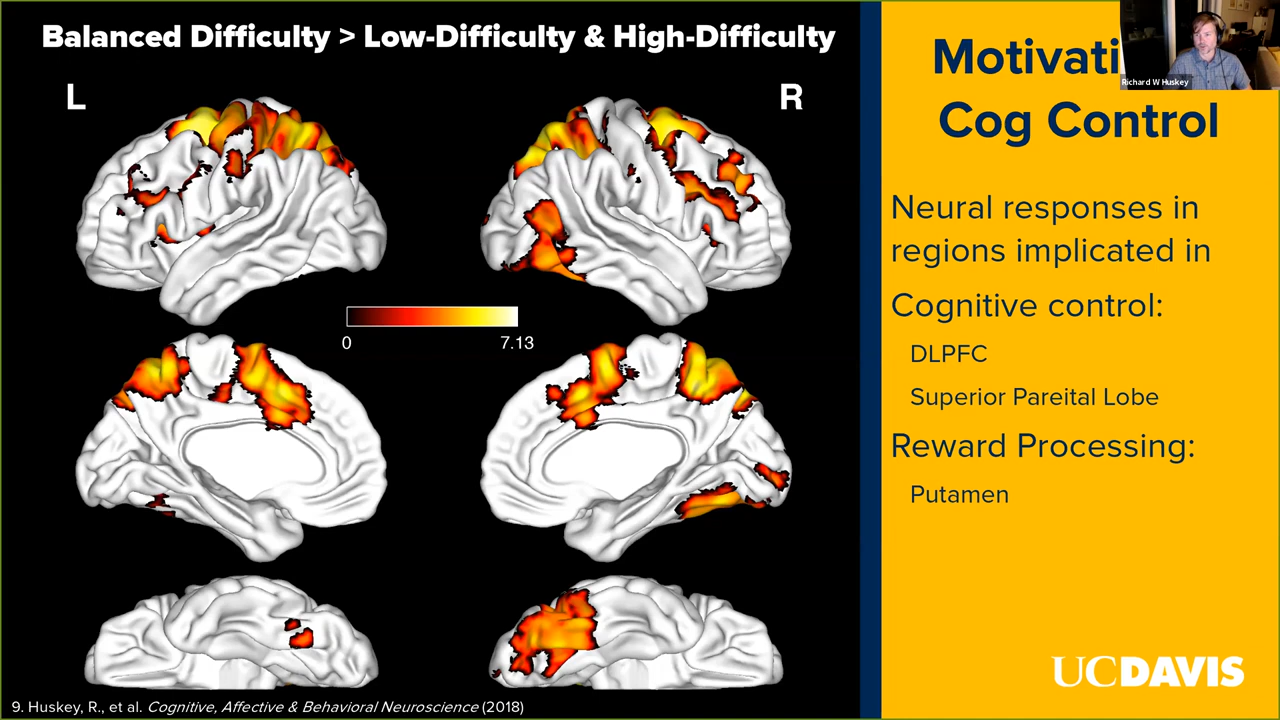 Balanced Difficulty > Low-Difficulty & High-Difficulty
L
R
0
7.13
9. Huskey, R., et al. Cognitive, Affective & Behavioral Neuroscience (2018)
Motivati
Richard W Huskey
Cog Control
Neural responses in
regions implicated in
Cognitive control:
DLPFC
Superior Pareital Lobe
Reward Processing:
Putamen
UCDAVIS